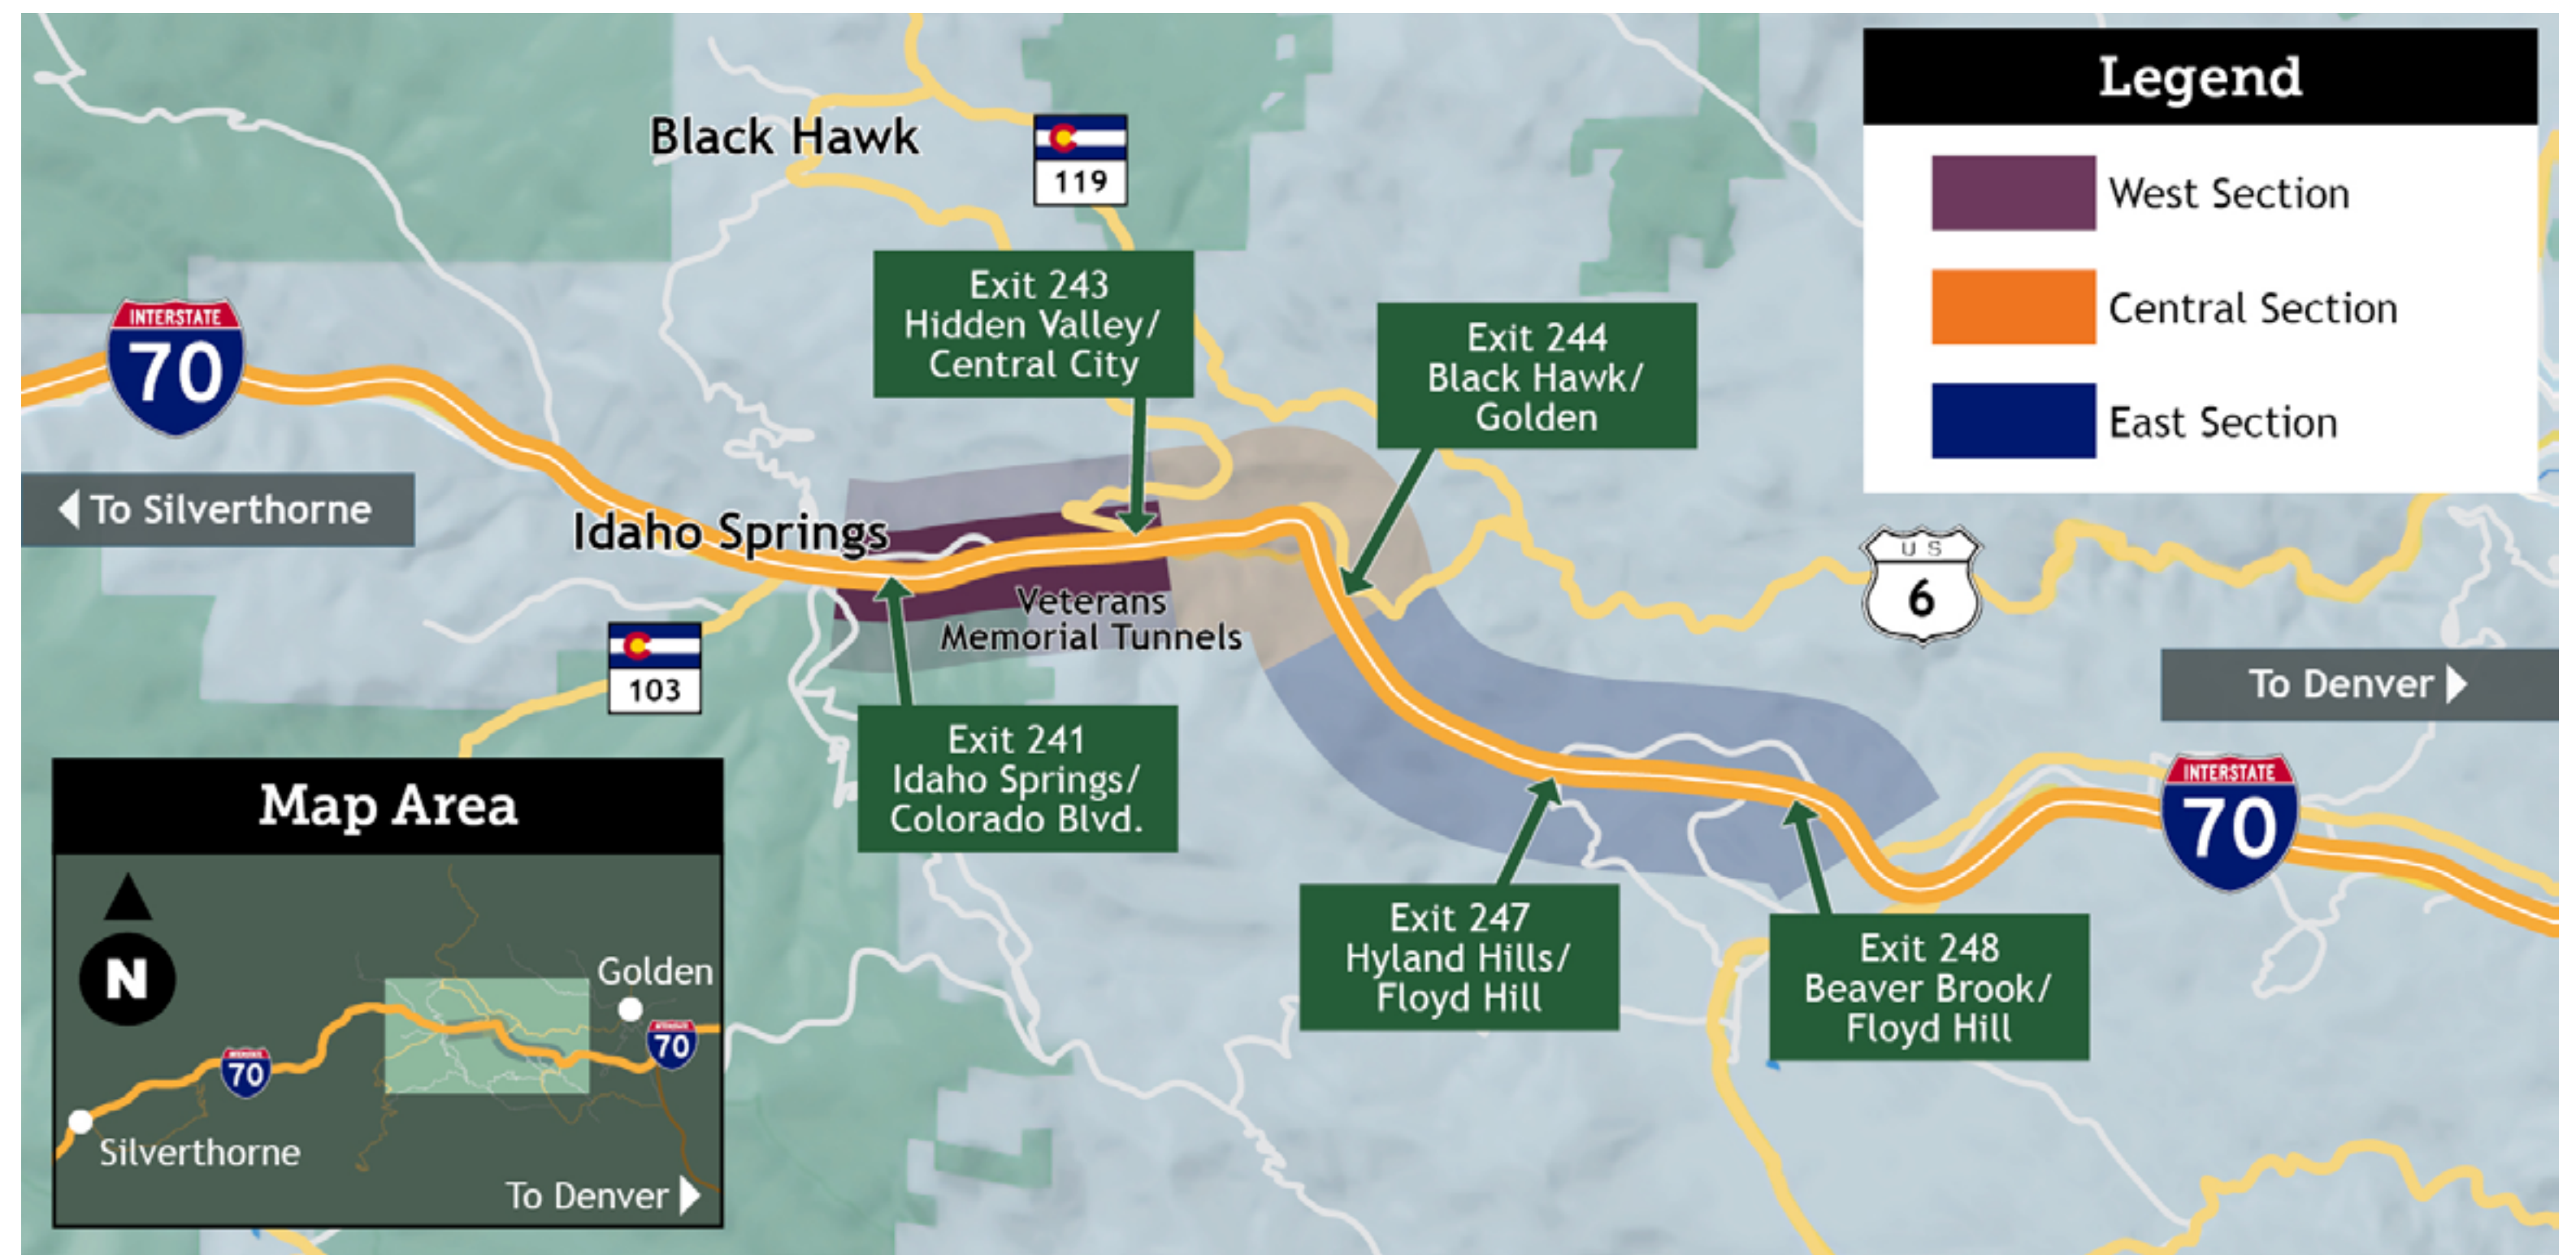 Legend
West Section
Central Section
East Section
Black Hawk
119
Exit 243
Hidden Valley/
Central City
Exit 244
Black Hawk/
Golden
INTERSTATE
70
To Silverthorne
Idaho Springs
Veterans
Memorial Tunnels
US
6
103
To Denver
Exit 241
Idaho Springs/
Colorado Blvd.
INTERSTATE
70
Exit 247
Hyland Hills/
Floyd Hill
Exit 248
Beaver Brook/
Floyd Hill
Map Area
N
Golden
INTERSTATE
70
INTERSTATE
70
Silverthorne
To Denver